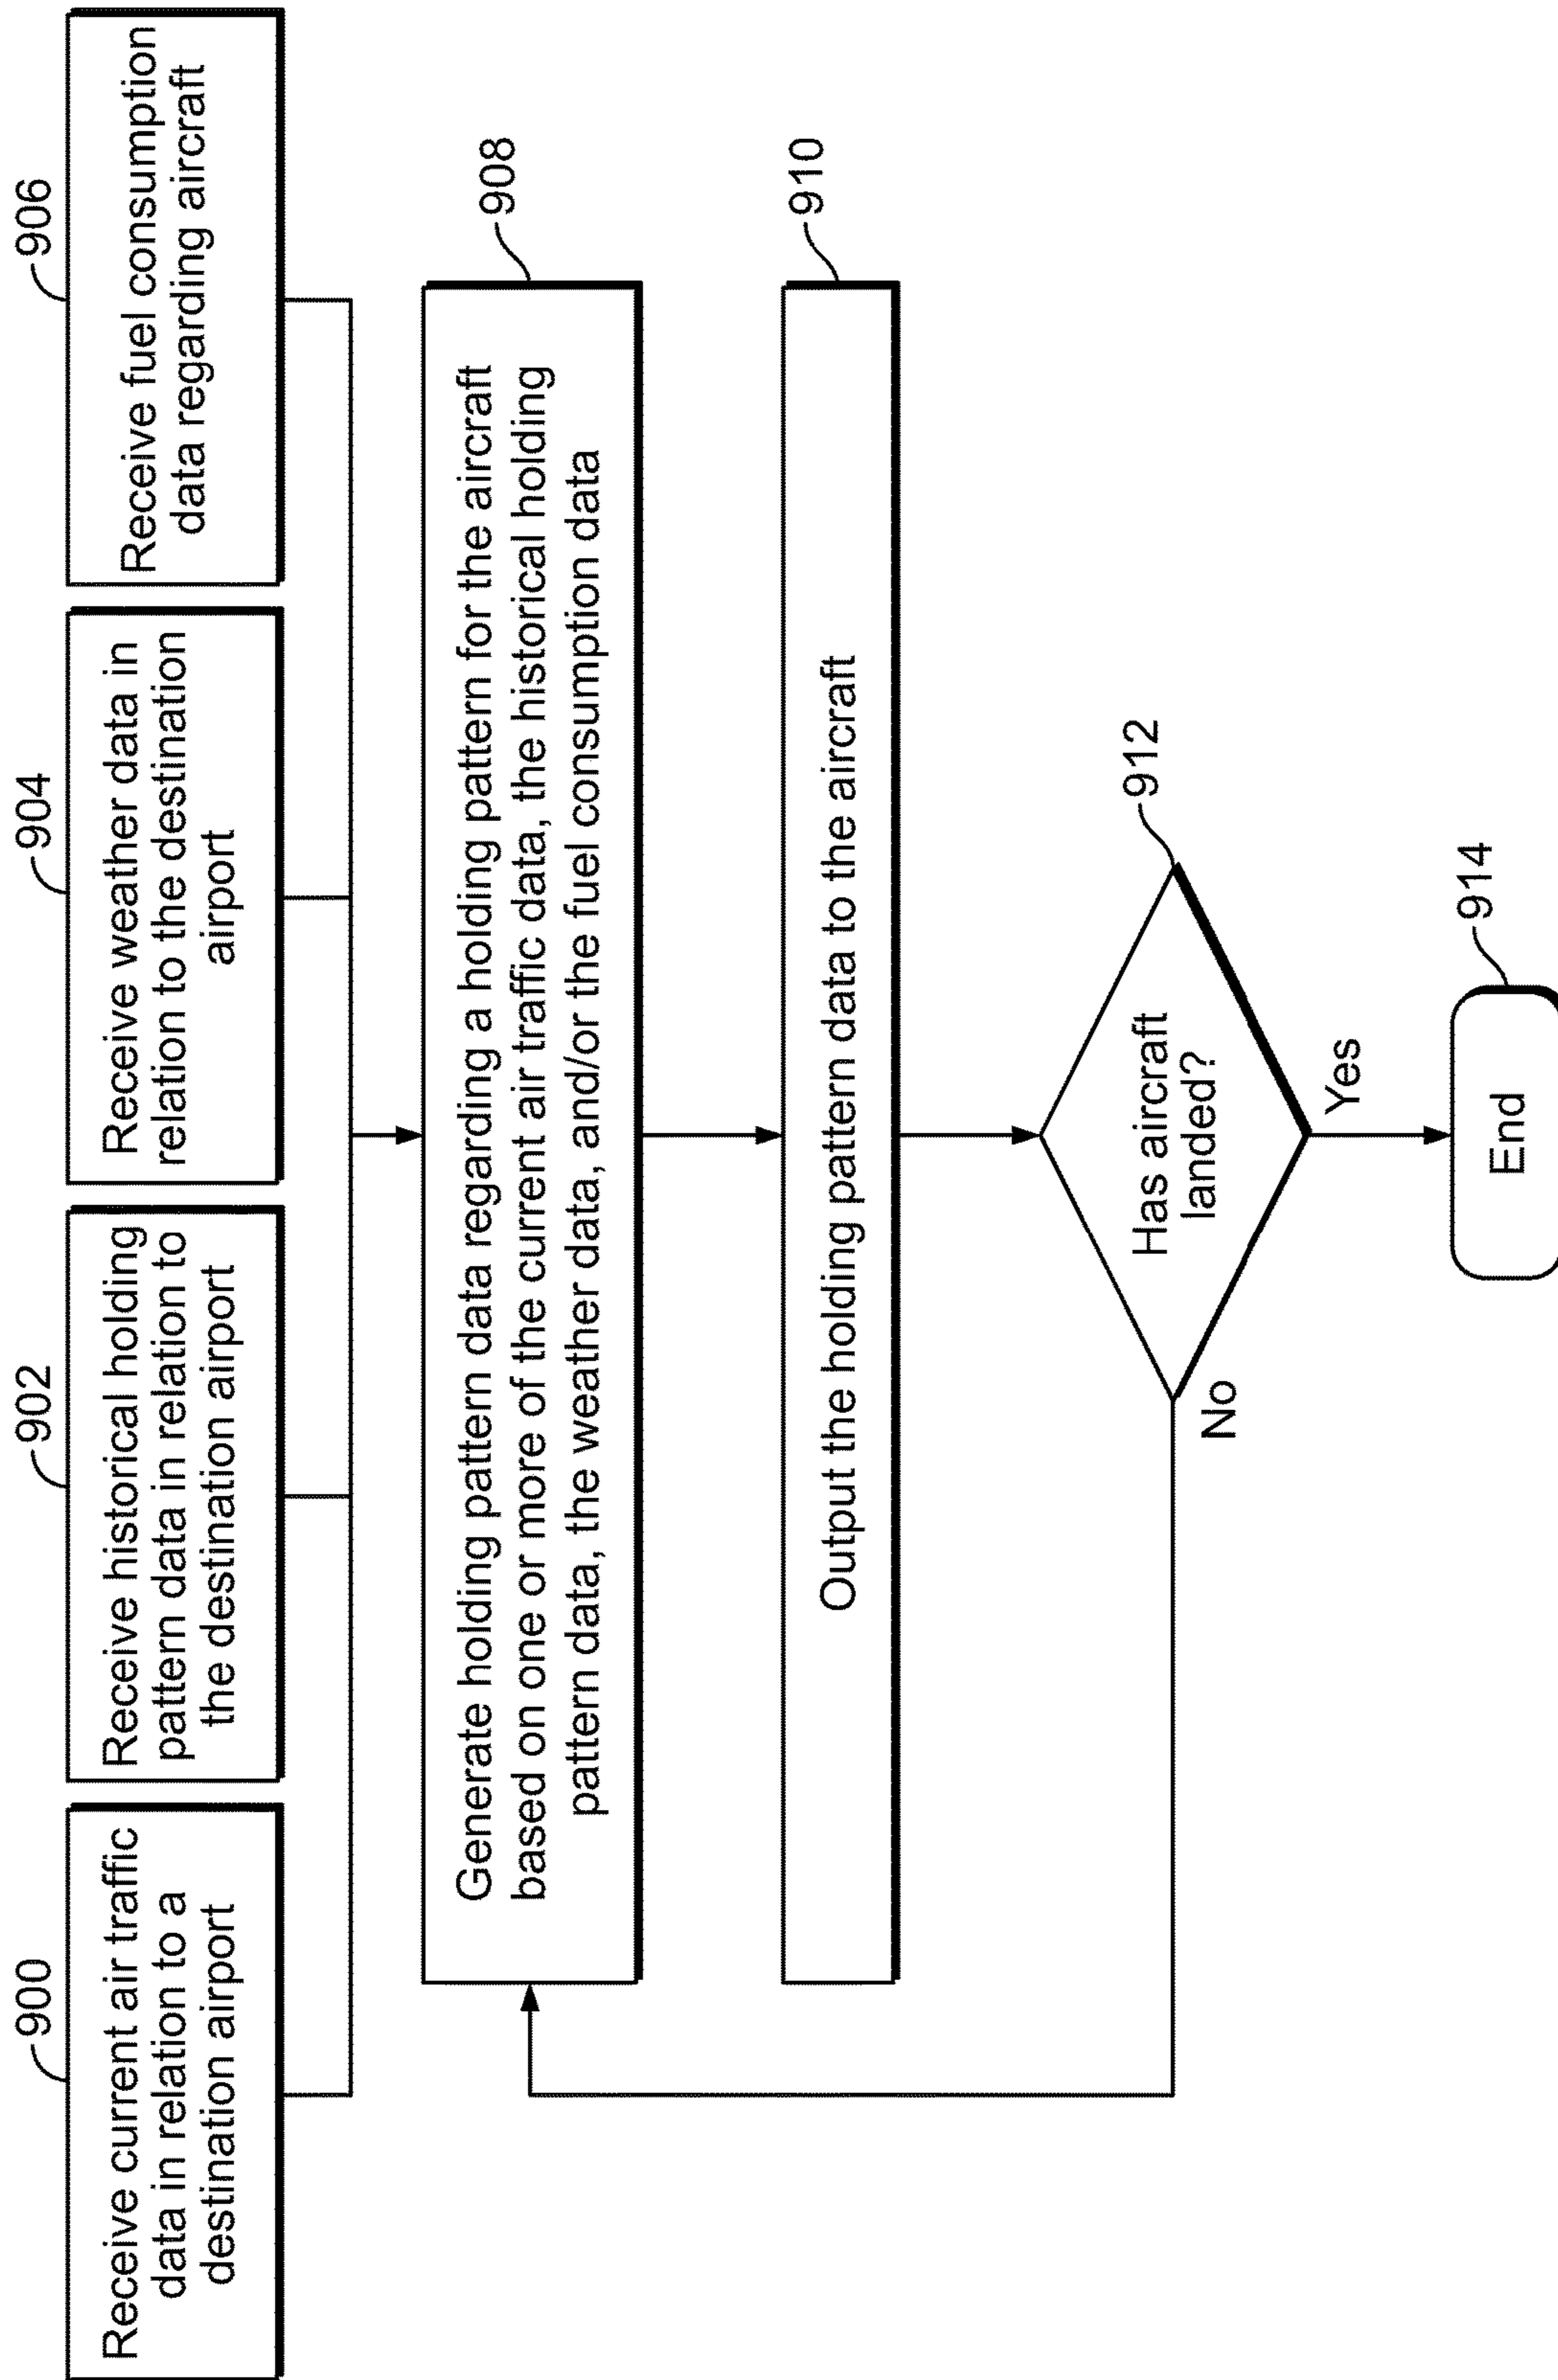 900
Receive current air traffic
data in relation to a
destination airport
902
Receive historical holding
pattern data in relation to
the destination airport
904
Receive weather data in
relation to the destination
airport
906
Receive fuel consumption
data regarding aircraft
908
Generate holding pattern data regarding a holding pattern for the aircraft
based on one or more of the current air traffic data, the historical holding
pattern data, the weather data, and/or the fuel consumption data
910
Output the holding pattern data to the aircraft
912
Has aircraft
landed?
No
Yes
914
End